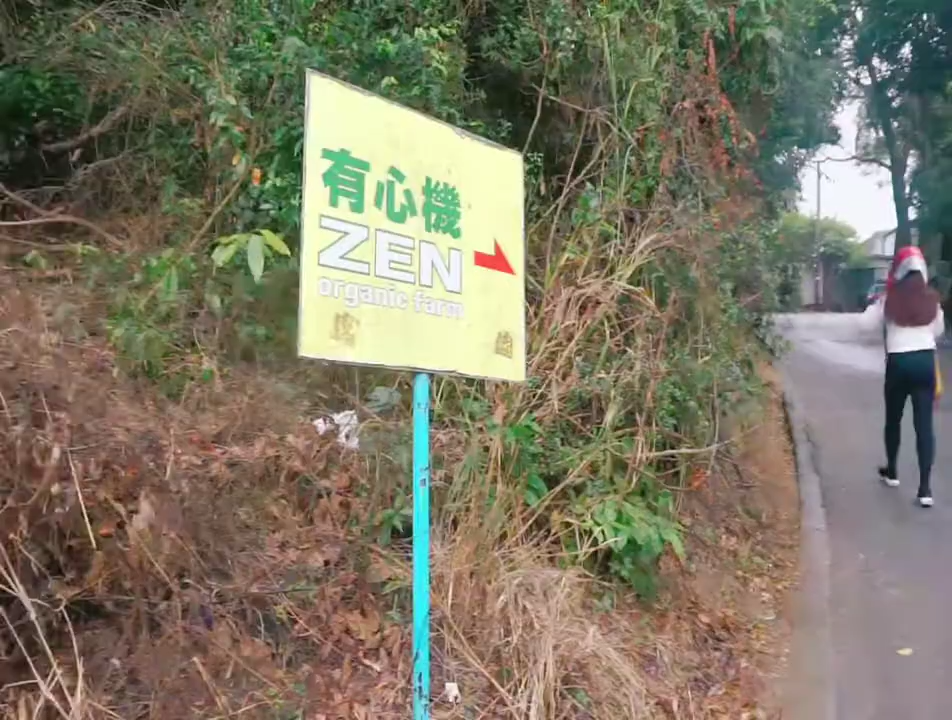 有心機
ZEN
organic farm